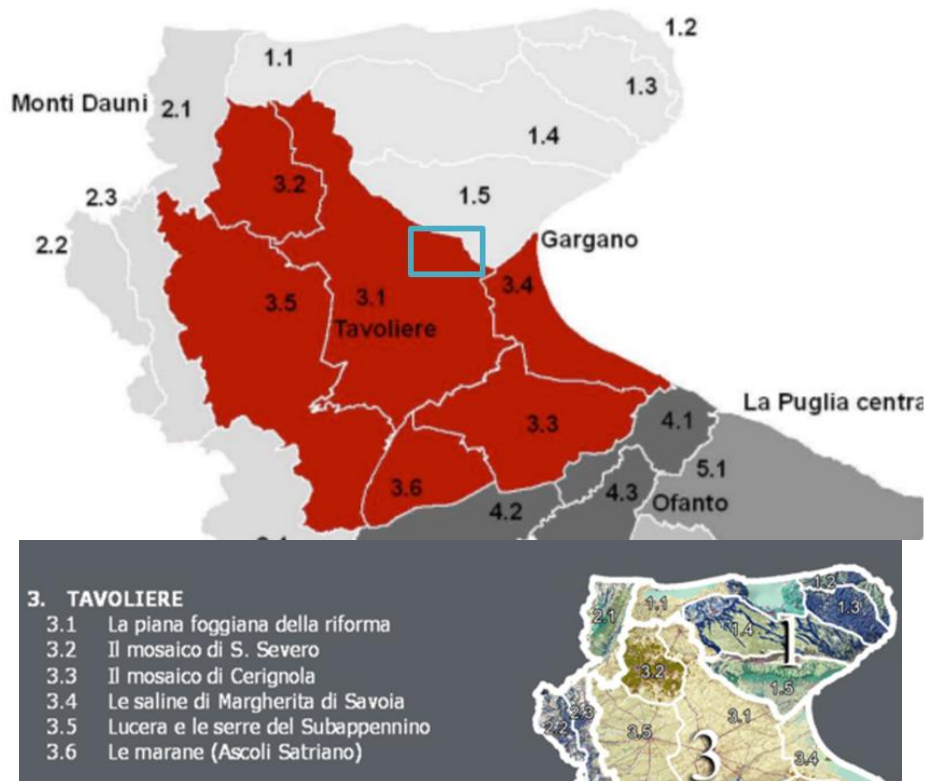 1.2
1.1
1.3
Monti Dauni 2.1
1.4
3.2
2.3
1.5
2.2
Gargano
3.4
3.5
3.1
Tavoliere
La Puglia centra
4.1
3.3
5.1
3.6
4.3
Ofanto
4.2
3. TAVOLIERE
3.1 La piana foggiana della riforma
3.2 Il mosaico di S. Severo
3.3 Il mosaico di Cerignola
3.4 Le saline di Margherita di Savoia
3.5 Lucera e le serre del Subappennino
3.6 Le marane (Ascoli Satriano)
1.2
2.1
1.1
1.3
1.4
1
3.2
1.5
2.3
2.2
3.1
3.5
3
3.4